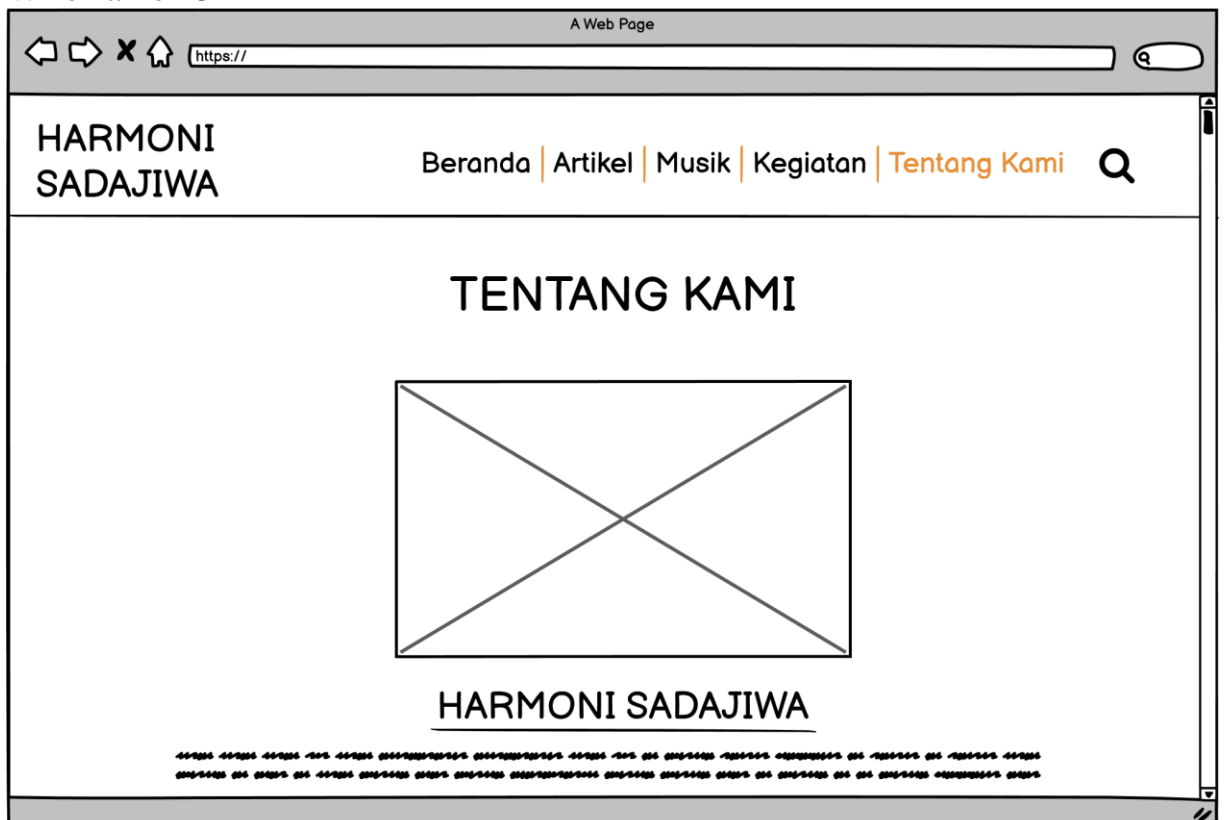 A Web Page
https://
HARMONI
SADAJIWA
Beranda | Artikel | Musik | Kegiatan | Tentang Kami
TENTANG KAMI
HARMONI SADAJIWA